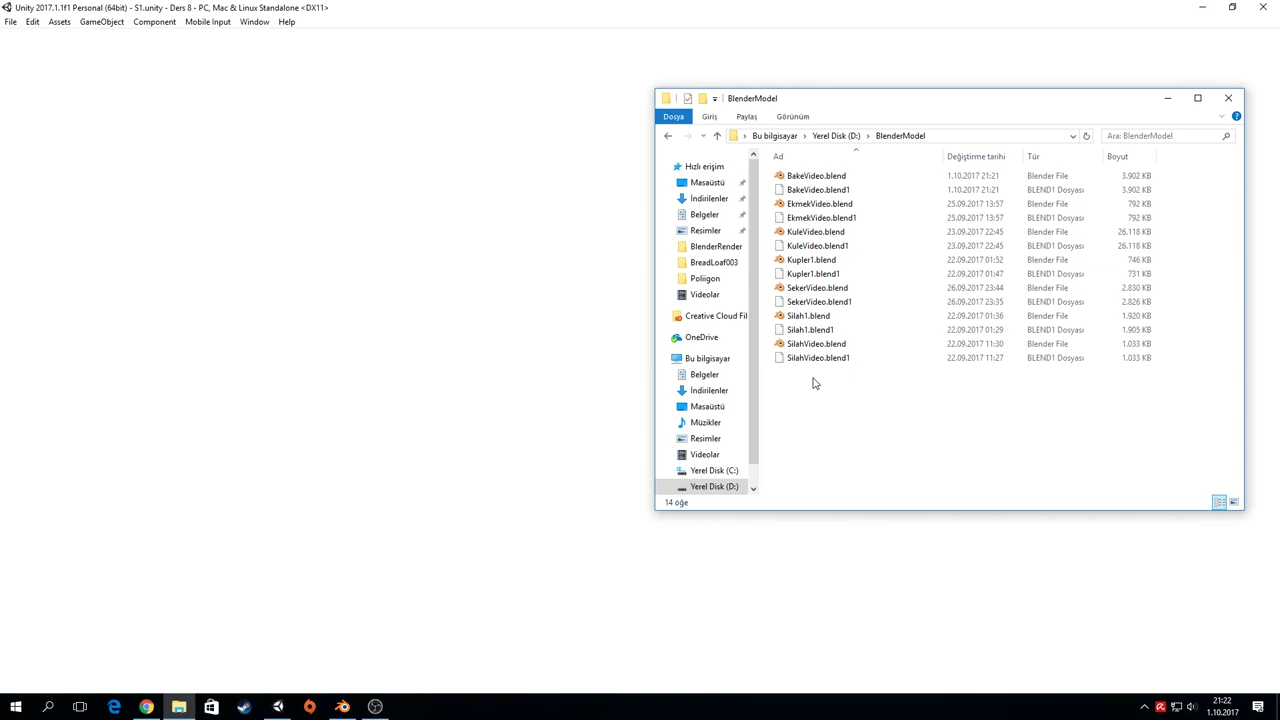 Unity 2017.1.1f1 Personal (64bit) - S1.unity - Ders 8 - PC, Mac & Linux Standalone <DX11>
File Edit Assets GameObject Component Mobile Input Window Help
BlenderModel
Dosya Giriş Paylaş Görünüm
Bu bilgisayar Yerel Disk (D:) BlenderModel Ara: BlenderModel
Ad Değiştirme tarihi Tür Boyut
Hızlı erişim
Masaüstü
İndirilenler
Belgeler
Resimler
BlenderRender
BreadLoaf003
Poliigon
Videolar
Creative Cloud Fil
OneDrive
Bu bilgisayar
Belgeler
İndirilenler
Masaüstü
Müzikler
Resimler
Videolar
Yerel Disk (C:)
Yerel Disk (D:)
BakeVideo.blend 1.10.2017 21:21 Blender File 3.902 KB
BakeVideo.blend1 1.10.2017 21:21 BLEND1 Dosyası 3.902 KB
EkmekVideo.blend 25.09.2017 13:57 Blender File 792 KB
EkmekVideo.blend1 25.09.2017 13:57 BLEND1 Dosyası 792 KB
KuleVideo.blend 23.09.2017 22:45 Blender File 26.118 KB
KuleVideo.blend1 23.09.2017 22:45 BLEND1 Dosyası 26.118 KB
Kupler1.blend 22.09.2017 01:52 Blender File 746 KB
Kupler1.blend1 22.09.2017 01:47 BLEND1 Dosyası 731 KB
SekerVideo.blend 26.09.2017 23:44 Blender File 2.830 KB
SekerVideo.blend1 26.09.2017 23:35 BLEND1 Dosyası 2.826 KB
Silah1.blend 22.09.2017 01:36 Blender File 1.920 KB
Silah1.blend1 22.09.2017 01:29 BLEND1 Dosyası 1.905 KB
SilahVideo.blend 22.09.2017 11:30 Blender File 1.033 KB
SilahVideo.blend1 22.09.2017 11:27 BLEND1 Dosyası 1.033 KB
14 öğe
21:22
1.10.2017